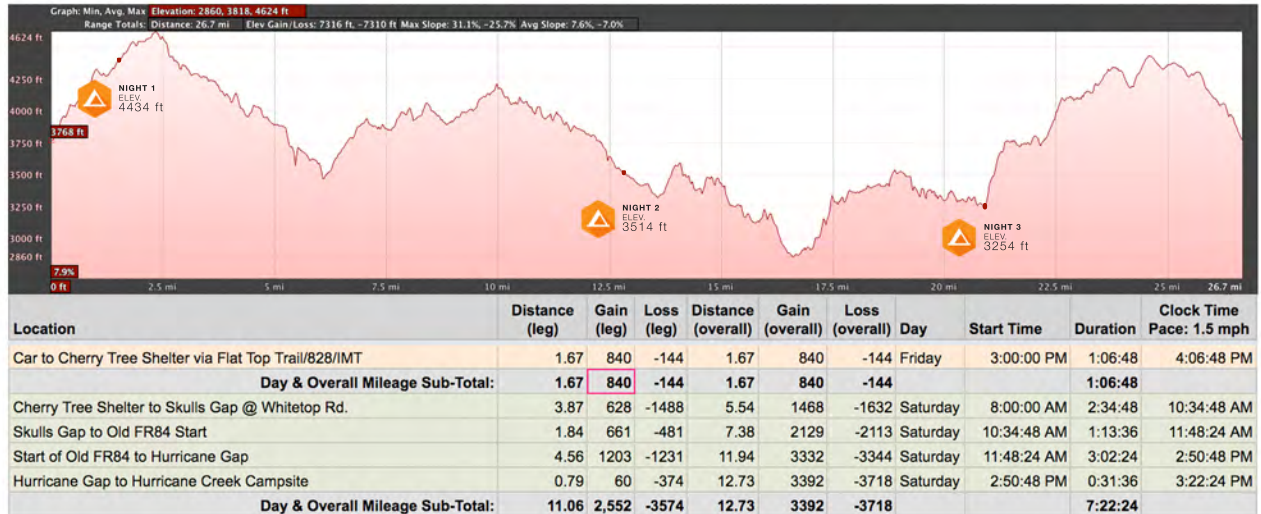 Graph: Min, Avg, Max Elevation: 2860, 3818, 4624 ft
Range Totals: Distance: 26.7 mi Elev Gain/Loss: 7316 ft, -7310 ft Max Slope: 31.1%, -25.7% Avg Slope: 7.6%, -7.0%
4624 ft
4250 ft
NIGHT 1
ELEV.
4434 ft
4000 ft
3768 ft
3750 ft
3500 ft
3250 ft
NIGHT 2
ELEV.
3514 ft
NIGHT 3
ELEV.
3254 ft
3000 ft
2860 ft
7.9%
0 ft 2.5 mi 5 mi 7.5 mi 10 mi 12.5 mi 15 mi 17.5 mi 20 mi 22.5 mi 25 mi 26.7 mi
Location Distance (leg) Gain (leg) Loss (leg) Distance (overall) Gain (overall) Loss (overall) Day Start Time Duration Clock Time Pace: 1.5 mph
Car to Cherry Tree Shelter via Flat Top Trail/828/IMT 1.67 840 -144 1.67 840 -144 Friday 3:00:00 PM 1:06:48 4:06:48 PM
Day & Overall Mileage Sub-Total: 1.67 840 -144 1.67 840 -144 1:06:48
Cherry Tree Shelter to Skulls Gap @ Whitetop Rd. 3.87 628 -1488 5.54 1468 -1632 Saturday 8:00:00 AM 2:34:48 10:34:48 AM
Skulls Gap to Old FR84 Start 1.84 661 -481 7.38 2129 -2113 Saturday 10:34:48 AM 1:13:36 11:48:24 AM
Start of Old FR84 to Hurricane Gap 4.56 1203 -1231 11.94 3332 -3344 Saturday 11:48:24 AM 3:02:24 2:50:48 PM
Hurricane Gap to Hurricane Creek Campsite 0.79 60 -374 12.73 3392 -3718 Saturday 2:50:48 PM 0:31:36 3:22:24 PM
Day & Overall Mileage Sub-Total: 11.06 2,552 -3574 12.73 3392 -3718 7:22:24